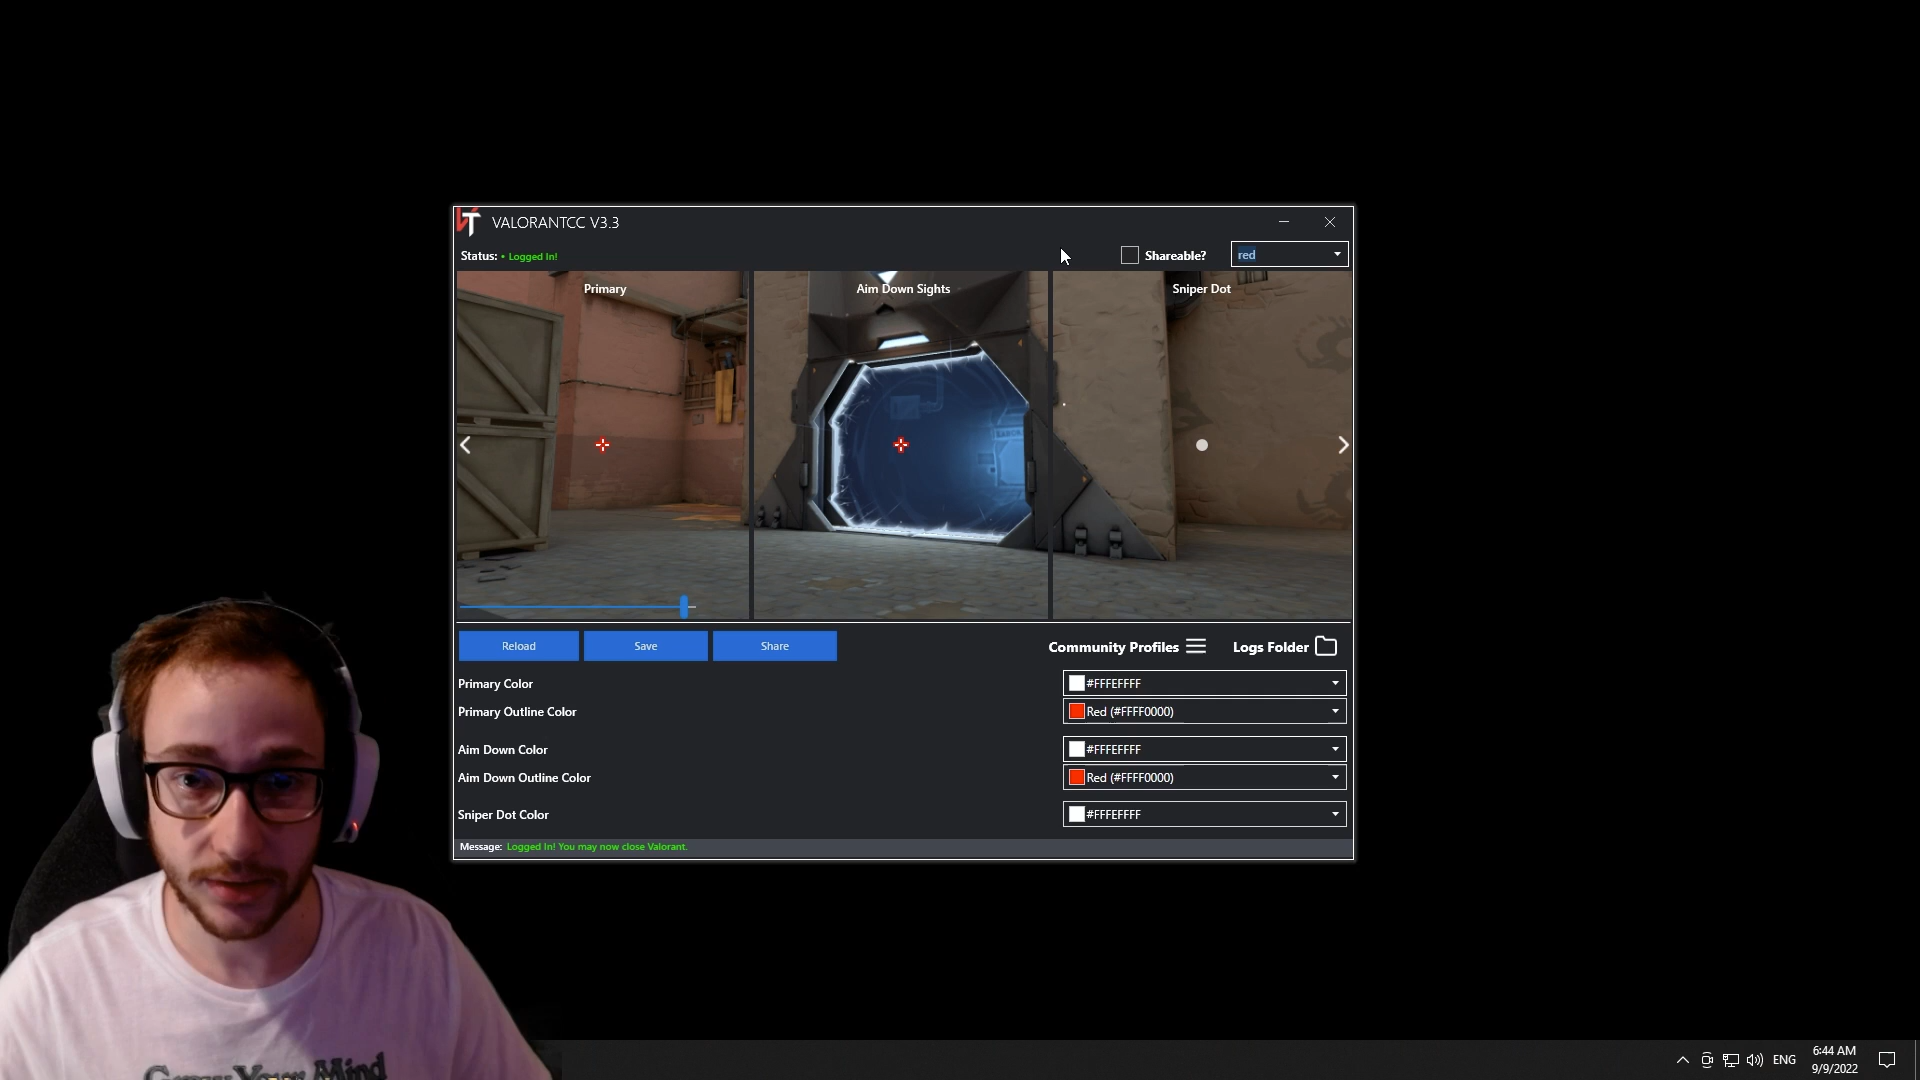 VALORANTCC V3.3
Status: • Logged In!
Shareable?
red
Primary
Aim Down Sights
Sniper Dot
Reload
Save
Share
Community Profiles
Logs Folder
Primary Color
#FFFEFFFF
Primary Outline Color
Red (#FFFF0000)
Aim Down Color
#FFFEFFFF
Aim Down Outline Color
Red (#FFFF0000)
Sniper Dot Color
#FFFEFFFF
Message: Logged In! You may now close Valorant.
Grow Your Mind
ENG
6:44 AM
9/9/2022